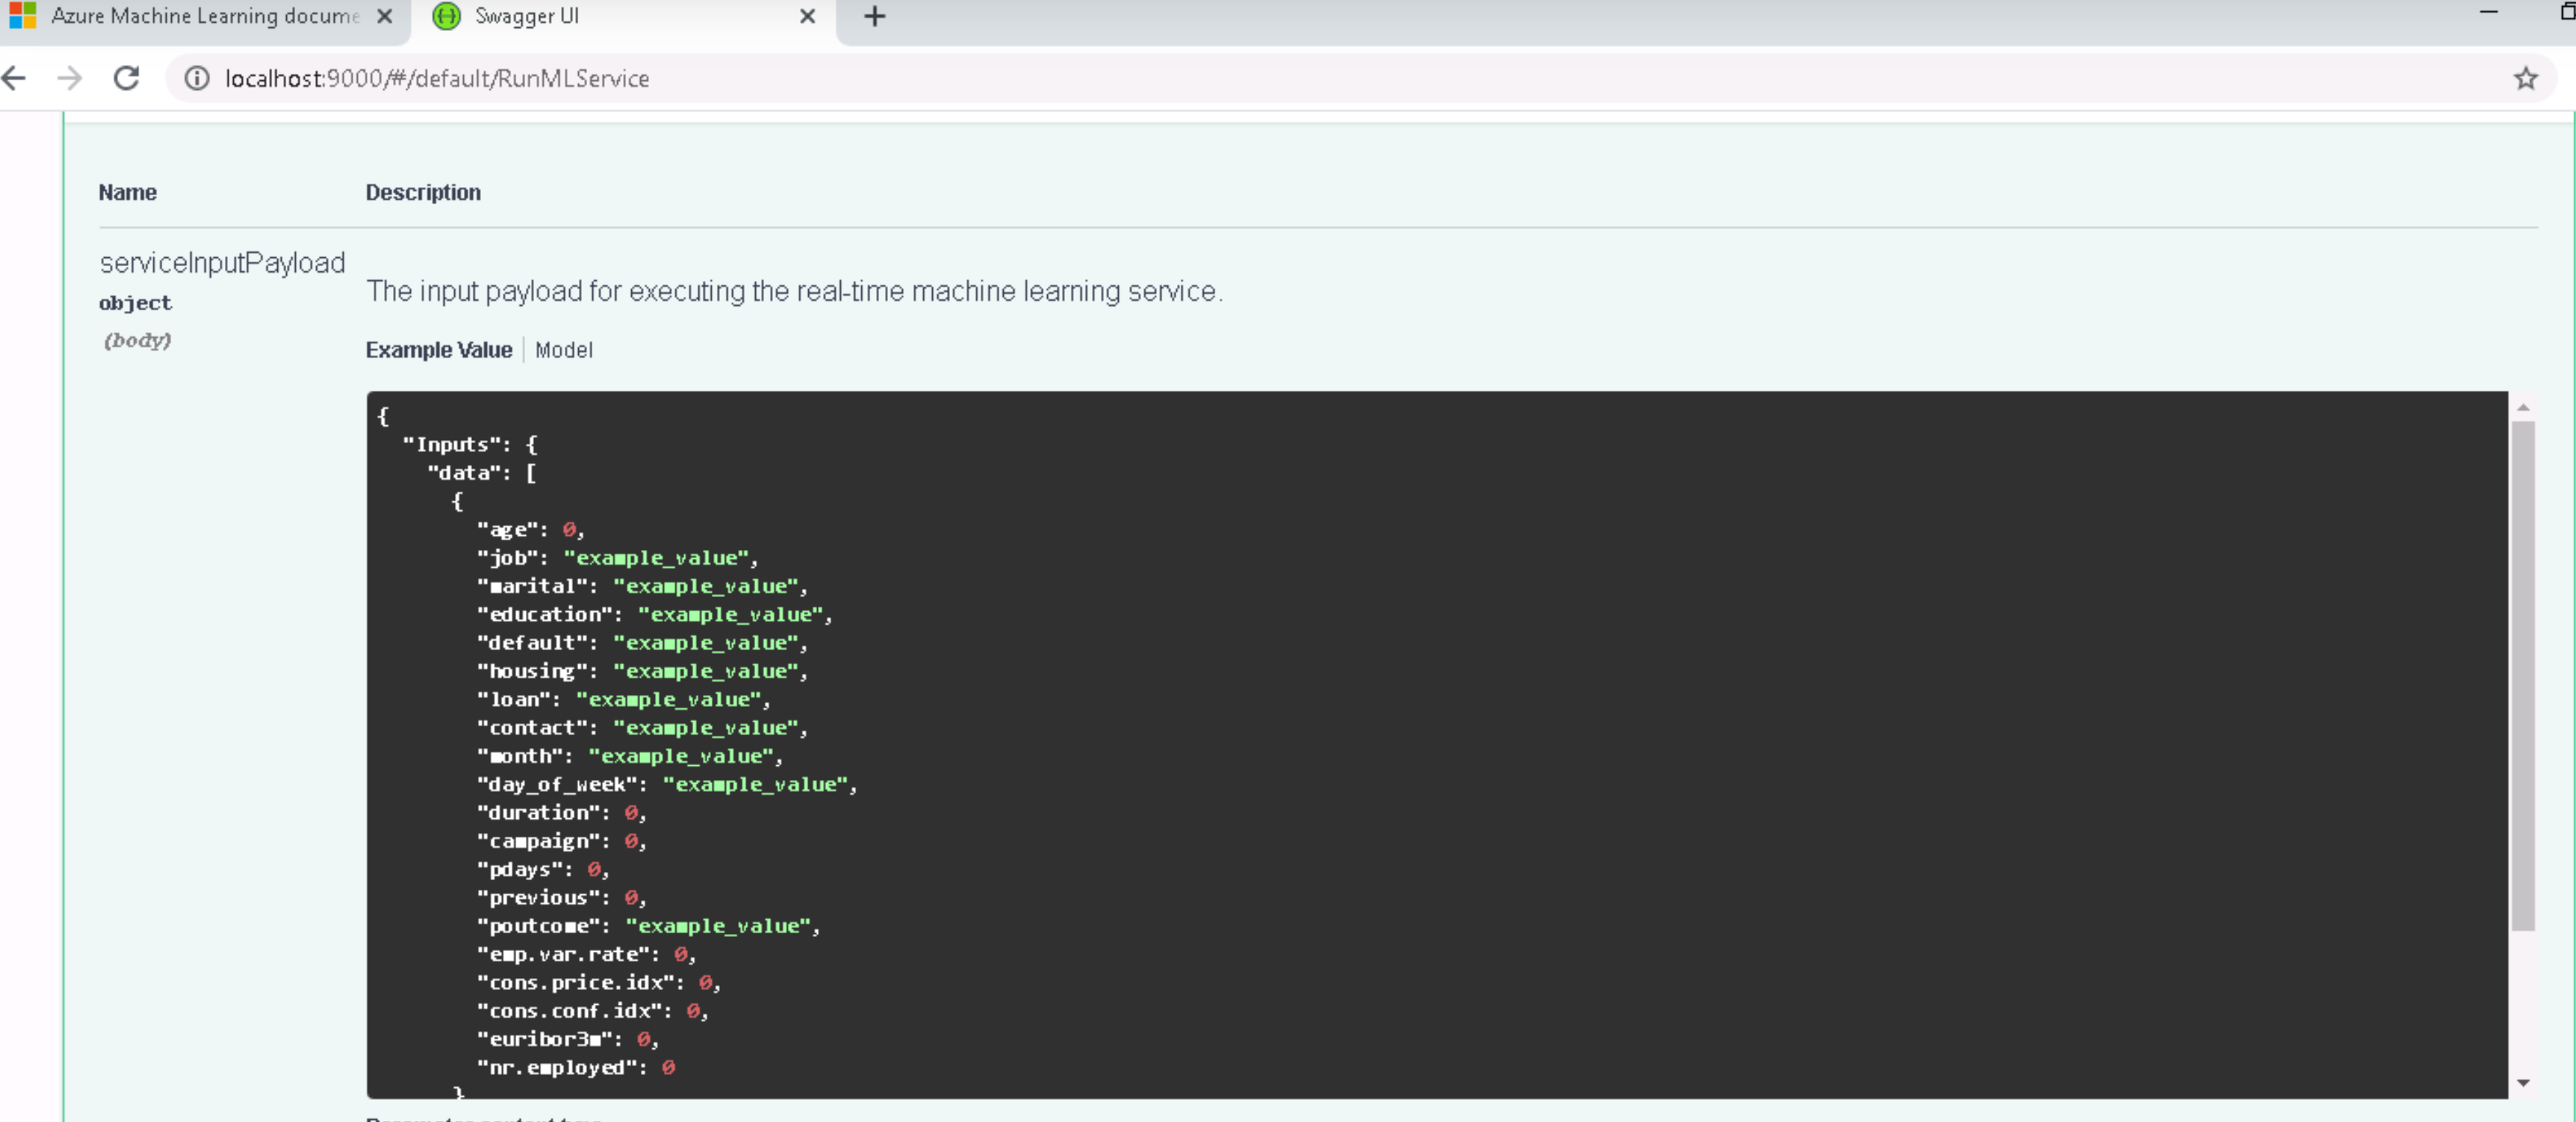 Azure Machine Learning docume
Swagger UI
localhost:9000/#/default/RunMLService
Name Description
serviceInputPayload
object
(body)
The input payload for executing the real-time machine learning service.
Example Value Model
{
"Inputs": {
"data": [
{
"age": 0,
"job": "example_value",
"marital": "example_value",
"education": "example_value",
"default": "example_value",
"housing": "example_value",
"loan": "example_value",
"contact": "example_value",
"month": "example_value",
"day_of_week": "example_value",
"duration": 0,
"campaign": 0,
"pdays": 0,
"previous": 0,
"poutcome": "example_value",
"emp.var.rate": 0,
"cons.price.idx": 0,
"cons.conf.idx": 0,
"euribor3m": 0,
"nr.employed": 0
}